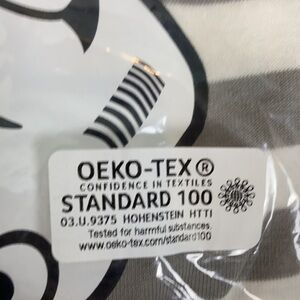 OEKO-TEX®
CONFIDENCE IN TEXTILES
STANDARD 100
03.U.9375 HOHENSTEIN HTTI
Tested for harmful substances.
www.oeko-tex.com/standard100